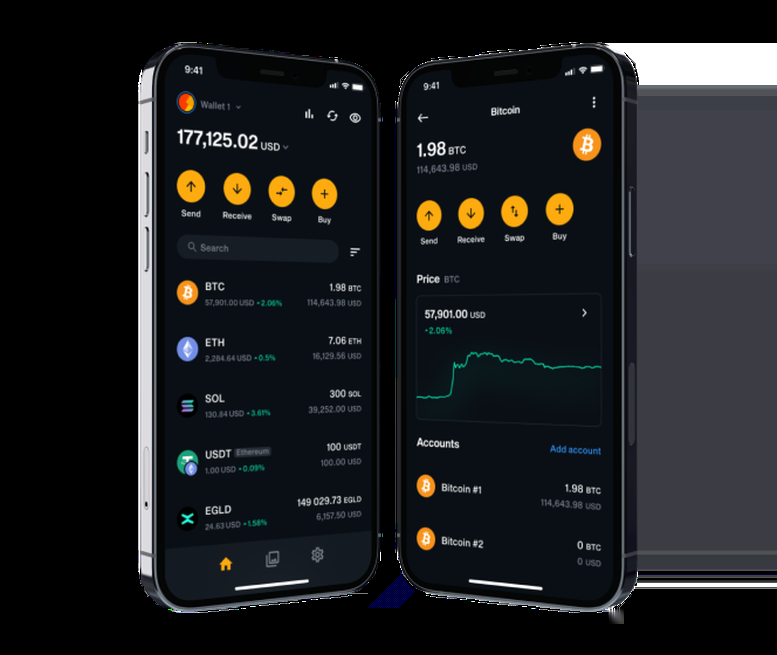 9:41
Wallet 1
177,125.02 USD
Send Receive Swap Buy
Search
BTC 1.98 BTC
57,901.00 USD +2.06% 114,643.98 USD
ETH 7.06 ETH
2,284.64 USD +0.5% 16,129.56 USD
SOL 300 SOL
130.84 USD +3.61% 39,252.00 USD
USDT Ethereum 100 USDT
1.00 USD +0.09% 100.00 USD
EGLD 149 029.73 EGLD
24.63 USD +1.58% 6,157.50 USD
9:41
Bitcoin
1.98 BTC
114,643.98 USD
Send Receive Swap Buy
Price BTC
57,901.00 USD
+2.06%
Accounts Add account
Bitcoin #1 1.98 BTC
114,643.98 USD
Bitcoin #2 0 BTC
0 USD